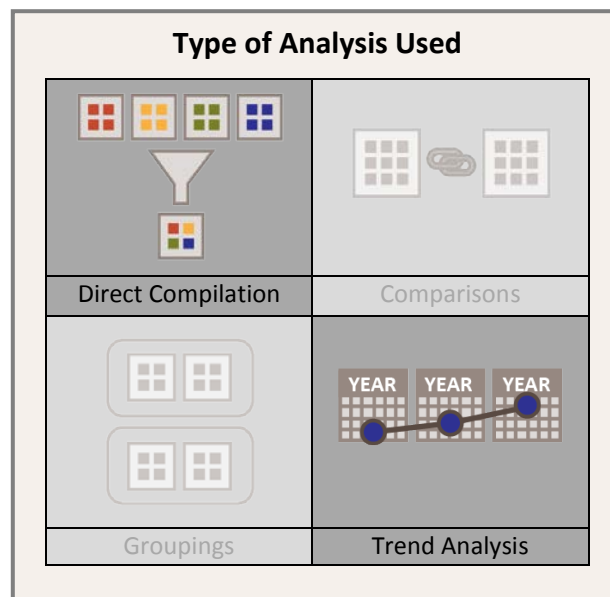 Type of Analysis Used
Direct Compilation
Comparisons
YEAR YEAR YEAR
Groupings
Trend Analysis